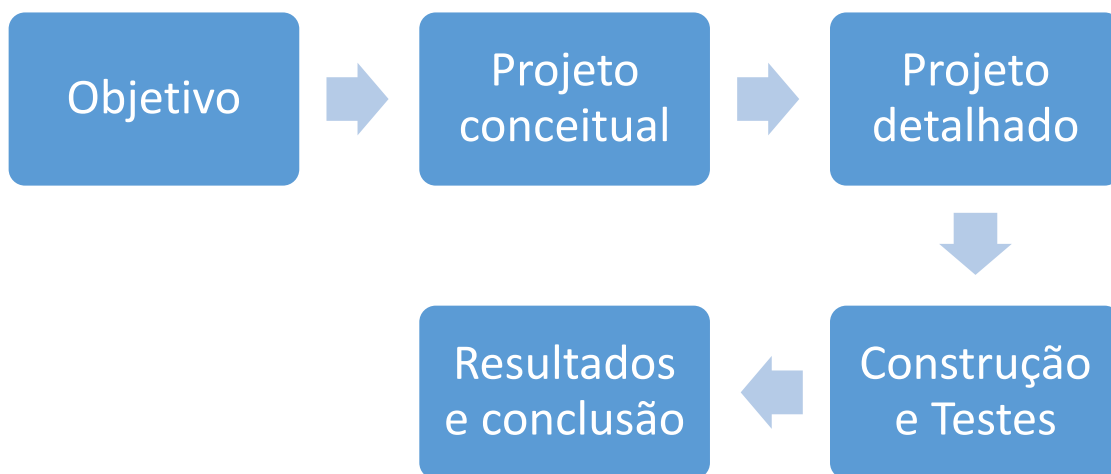 Objetivo
Projeto
conceitual
Projeto
detalhado
Construção
e Testes
Resultados
e conclusão